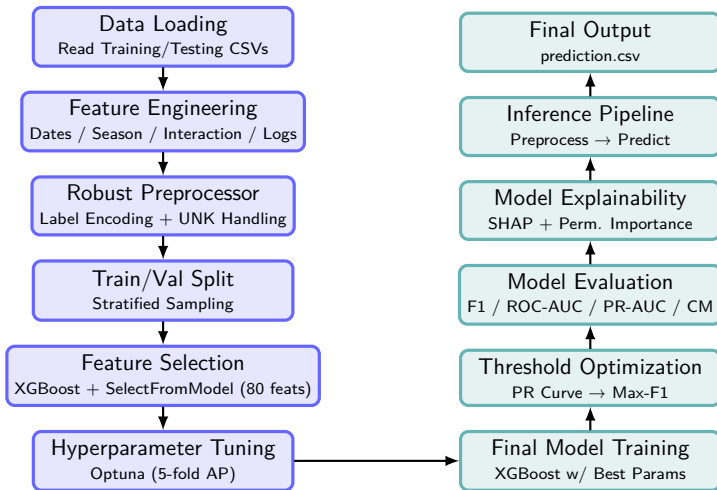 Data Loading
Read Training/Testing CSVs
Feature Engineering
Dates / Season / Interaction / Logs
Robust Preprocessor
Label Encoding + UNK Handling
Train/Val Split
Stratified Sampling
Feature Selection
XGBoost + SelectFromModel (80 feats)
Hyperparameter Tuning
Optuna (5-fold AP)
Final Model Training
XGBoost w/ Best Params
Threshold Optimization
PR Curve → Max-F1
Model Evaluation
F1 / ROC-AUC / PR-AUC / CM
Model Explainability
SHAP + Perm. Importance
Inference Pipeline
Preprocess → Predict
Final Output
prediction.csv